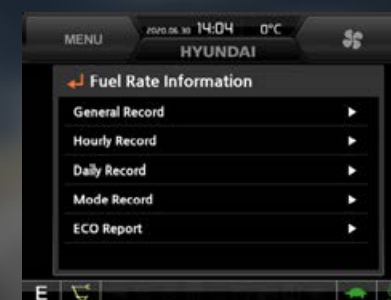 MENU
2020.06.30 14:04 0°C
HYUNDAI
Fuel Rate Information
General Record
Hourly Record
Daily Record
Mode Record
ECO Report
E